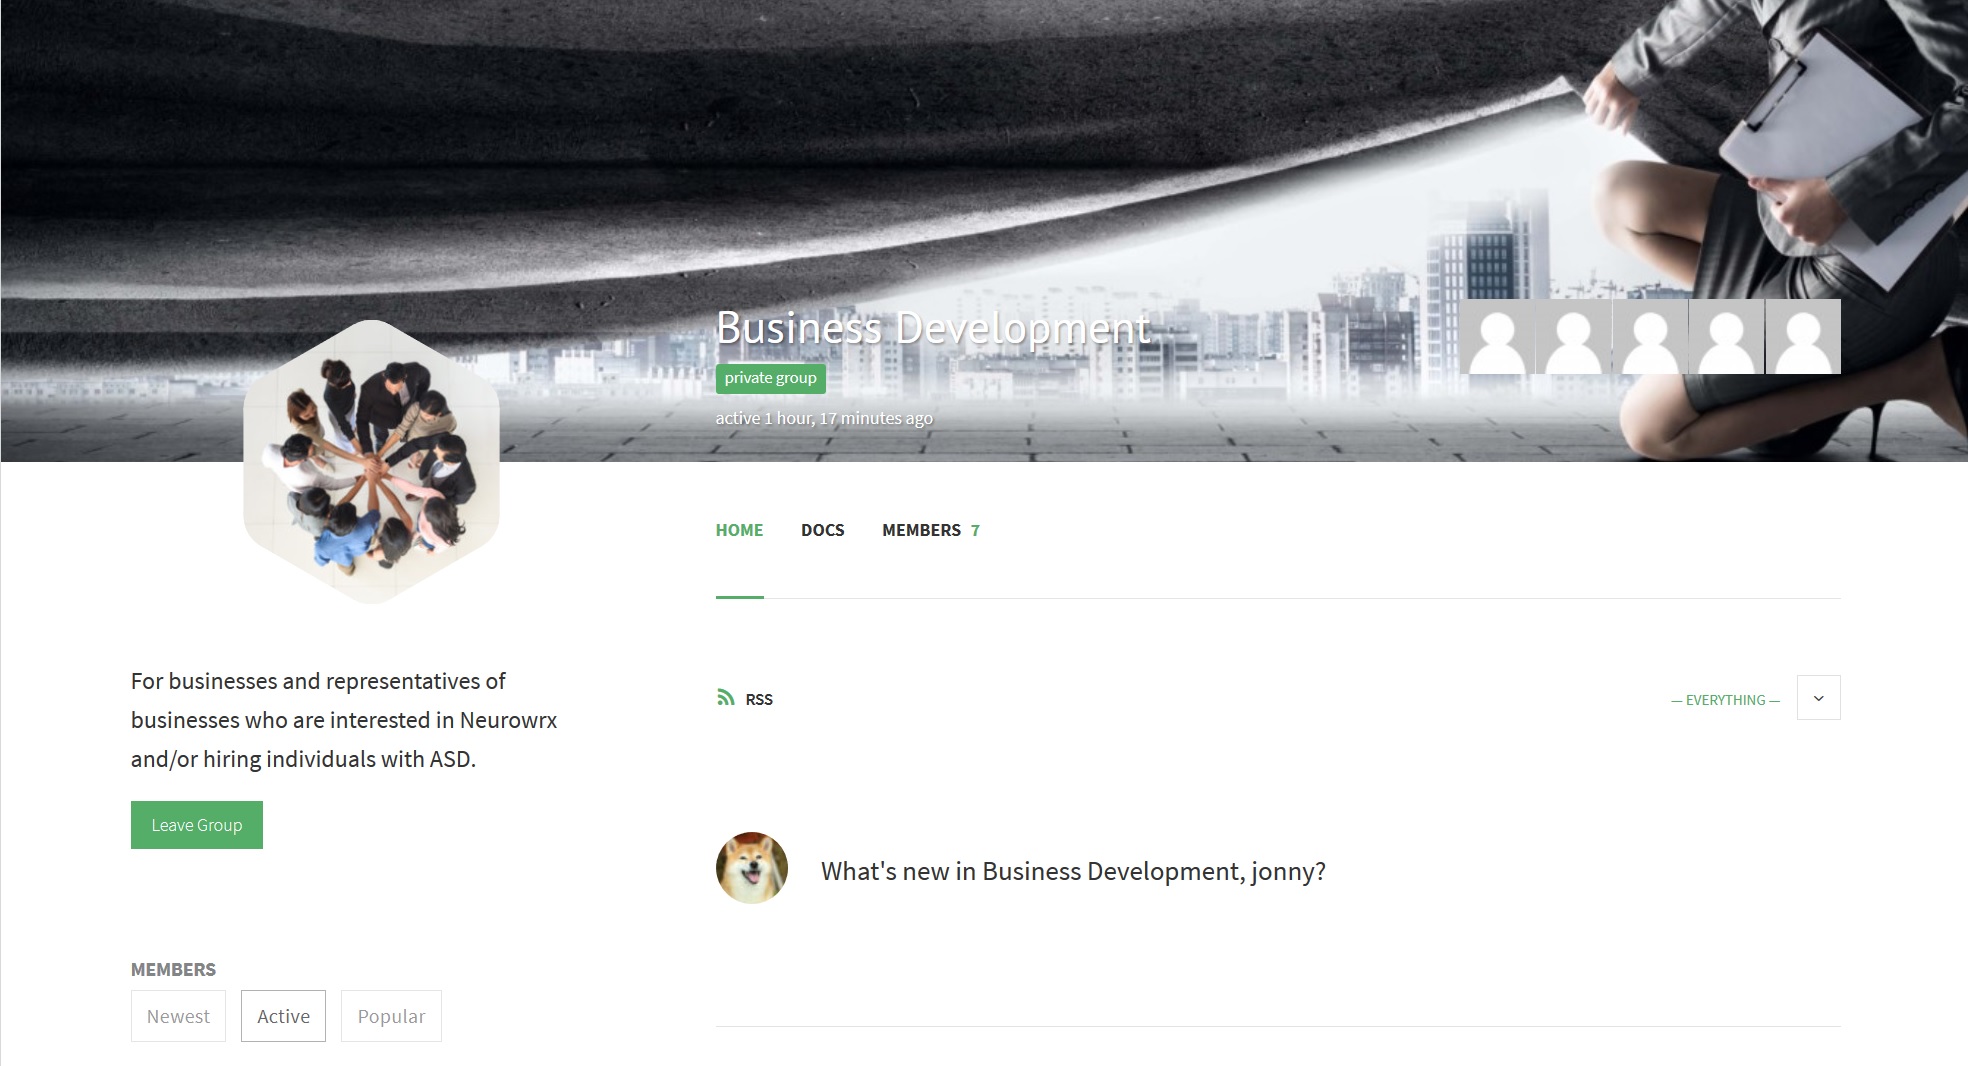 Business Development
private group
active 1 hour, 17 minutes ago
HOME DOCS MEMBERS 7
For businesses and representatives of
businesses who are interested in Neurowrx
and/or hiring individuals with ASD.
Leave Group
RSS
— EVERYTHING —
What's new in Business Development, jonny?
MEMBERS
Newest Active Popular